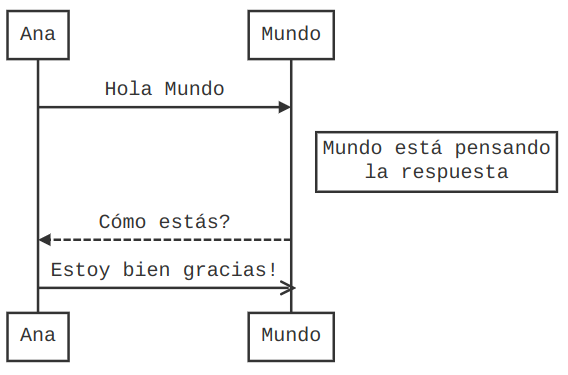 Ana
Mundo
Hola Mundo
Mundo está pensando
la respuesta
Cómo estás?
Estoy bien gracias!
Ana
Mundo